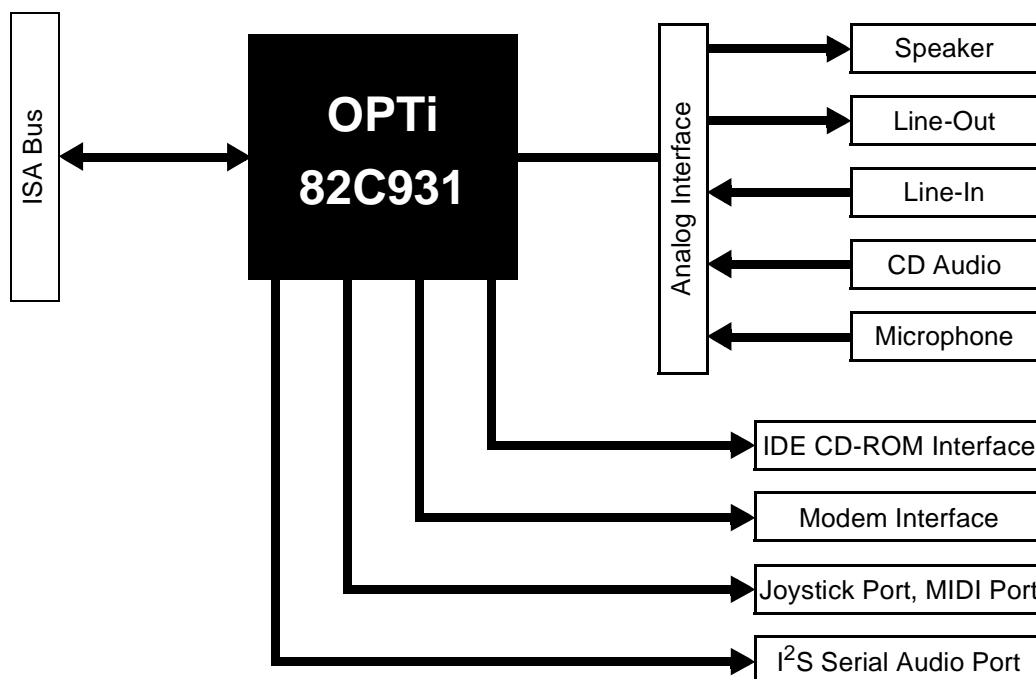 ISA Bus
OPTi
82C931
Analog Interface
Speaker
Line-Out
Line-In
CD Audio
Microphone
IDE CD-ROM Interface
Modem Interface
Joystick Port, MIDI Port
I²S Serial Audio Port